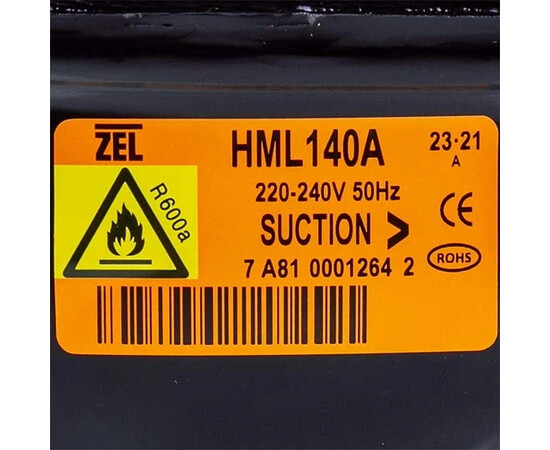 ZEL
HML140A
23·21
A
R600a
220-240V 50Hz
CE
SUCTION >
ROHS
7 A81 0001264 2